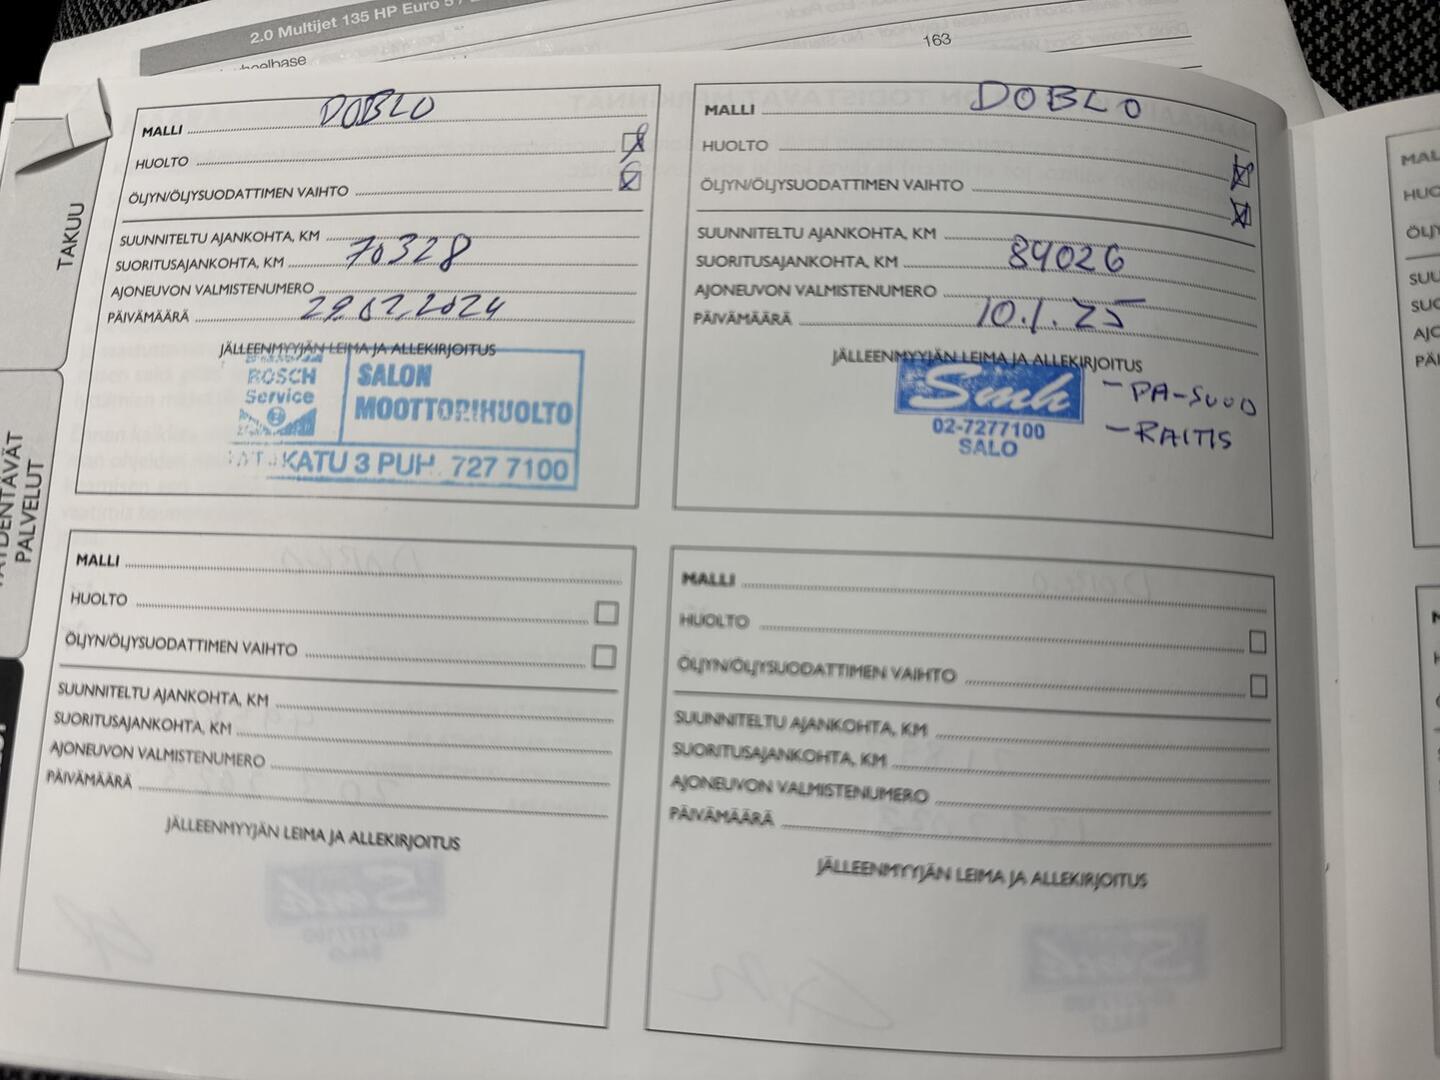 2.0 Multijet 135 HP Euro 5
wheelbase
163
TAKUU
PALVELUT
MALLI DOBLO
HUOLTO
ÖLJYN/ÖLJYSUODATTIMEN VAIHTO
SUUNNITELTU AJANKOHTA, KM
SUORITUSAJANKOHTA, KM 70328
AJONEUVON VALMISTENUMERO
PÄIVÄMÄÄRÄ 29.02.2024
JÄLLEENMYYJÄN LEIMA JA ALLEKIRJOITUS
BOSCH
Service
SALON
MOOTTORIHUOLTO
KATU 3 PUH. 727 7100
MALLI DOBLO
HUOLTO
ÖLJYN/ÖLJYSUODATTIMEN VAIHTO
SUUNNITELTU AJANKOHTA, KM
SUORITUSAJANKOHTA, KM 84026
AJONEUVON VALMISTENUMERO
PÄIVÄMÄÄRÄ 10.1.25
JÄLLEENMYYJÄN LEIMA JA ALLEKIRJOITUS
Smh
02-7277100
SALO
- PA-SUOD
- RAITIS
MALLI
HUOLTO
ÖLJYN/ÖLJYSUODATTIMEN VAIHTO
SUUNNITELTU AJANKOHTA, KM
SUORITUSAJANKOHTA, KM
AJONEUVON VALMISTENUMERO
PÄIVÄMÄÄRÄ
JÄLLEENMYYJÄN LEIMA JA ALLEKIRJOITUS
MALLI
HUOLTO
ÖLJYN/ÖLJYSUODATTIMEN VAIHTO
SUUNNITELTU AJANKOHTA, KM
SUORITUSAJANKOHTA, KM
AJONEUVON VALMISTENUMERO
PÄIVÄMÄÄRÄ
JÄLLEENMYYJÄN LEIMA JA ALLEKIRJOITUS